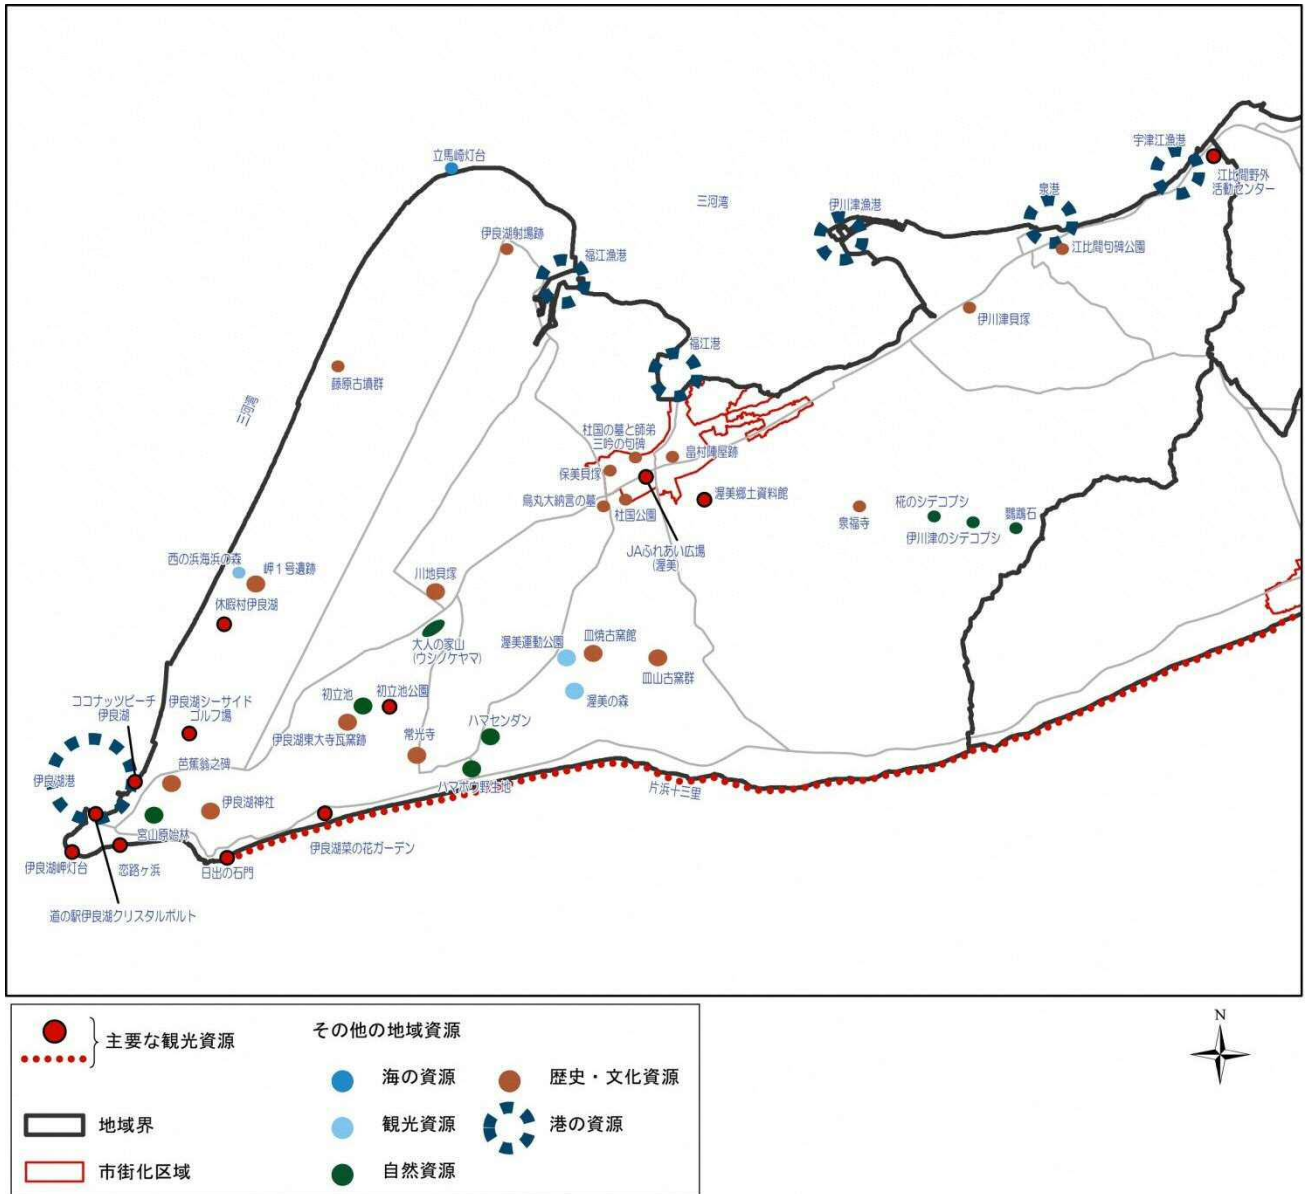 宇津江漁港
立馬崎灯台
江比間野外
活動センター
泉港
三河湾
伊川津漁港
伊良湖射場跡
江比間句碑公園
福江漁港
伊川津貝塚
福江港
藤原古墳群
三河湾
杜国の墓と師弟
三吟の句碑
畠村陣屋跡
保美貝塚
渥美郷土資料館
烏丸大納言の墓
杜国公園
椛のシデコブシ
鸚鵡石
泉福寺
伊川津のシデコブシ
JAふれあい広場
(渥美)
西の浜海浜の森
岬1号遺跡
川地貝塚
休暇村伊良湖
大人の家山
(ウシノケヤマ)
渥美運動公園
皿焼古窯館
皿山古窯群
初立池
初立池公園
渥美の森
ココナッツビーチ
伊良湖
伊良湖シーサイド
ゴルフ場
伊良湖東大寺瓦窯跡
常光寺
ハマセンダン
芭蕉翁之碑
伊良湖港
ハマボウ野生地
片浜十三里
伊良湖神社
宮山原始林
伊良湖菜の花ガーデン
伊良湖岬灯台
恋路ヶ浜
日出の石門
道の駅伊良湖クリスタルポルト
N
主要な観光資源
その他の地域資源
海の資源
歴史・文化資源
地域界
観光資源
港の資源
市街化区域
自然資源